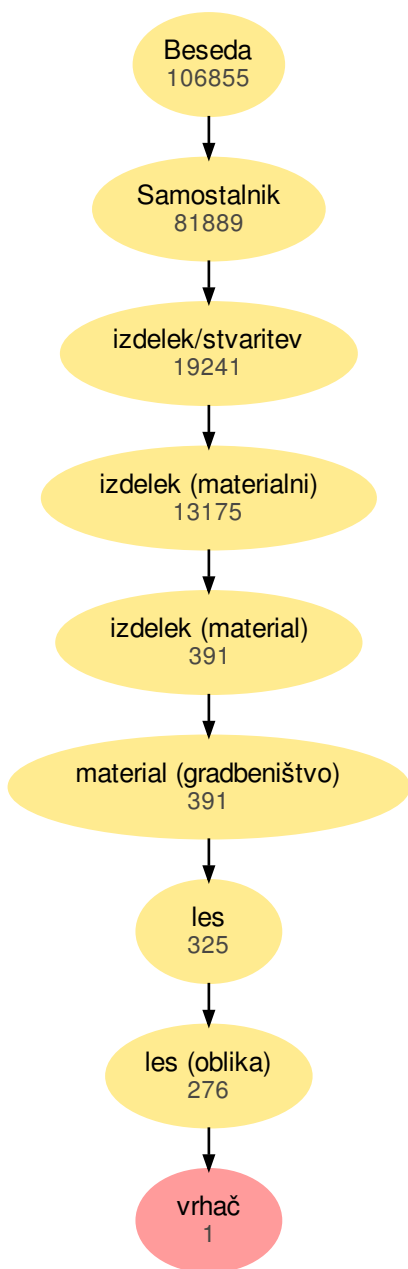 Beseda
106855
Samostalnik
81889
izdelek/stvaritev
19241
izdelek (materialni)
13175
izdelek (material)
391
material (gradbeništvo)
391
les
325
les (oblika)
276
vrhač
1